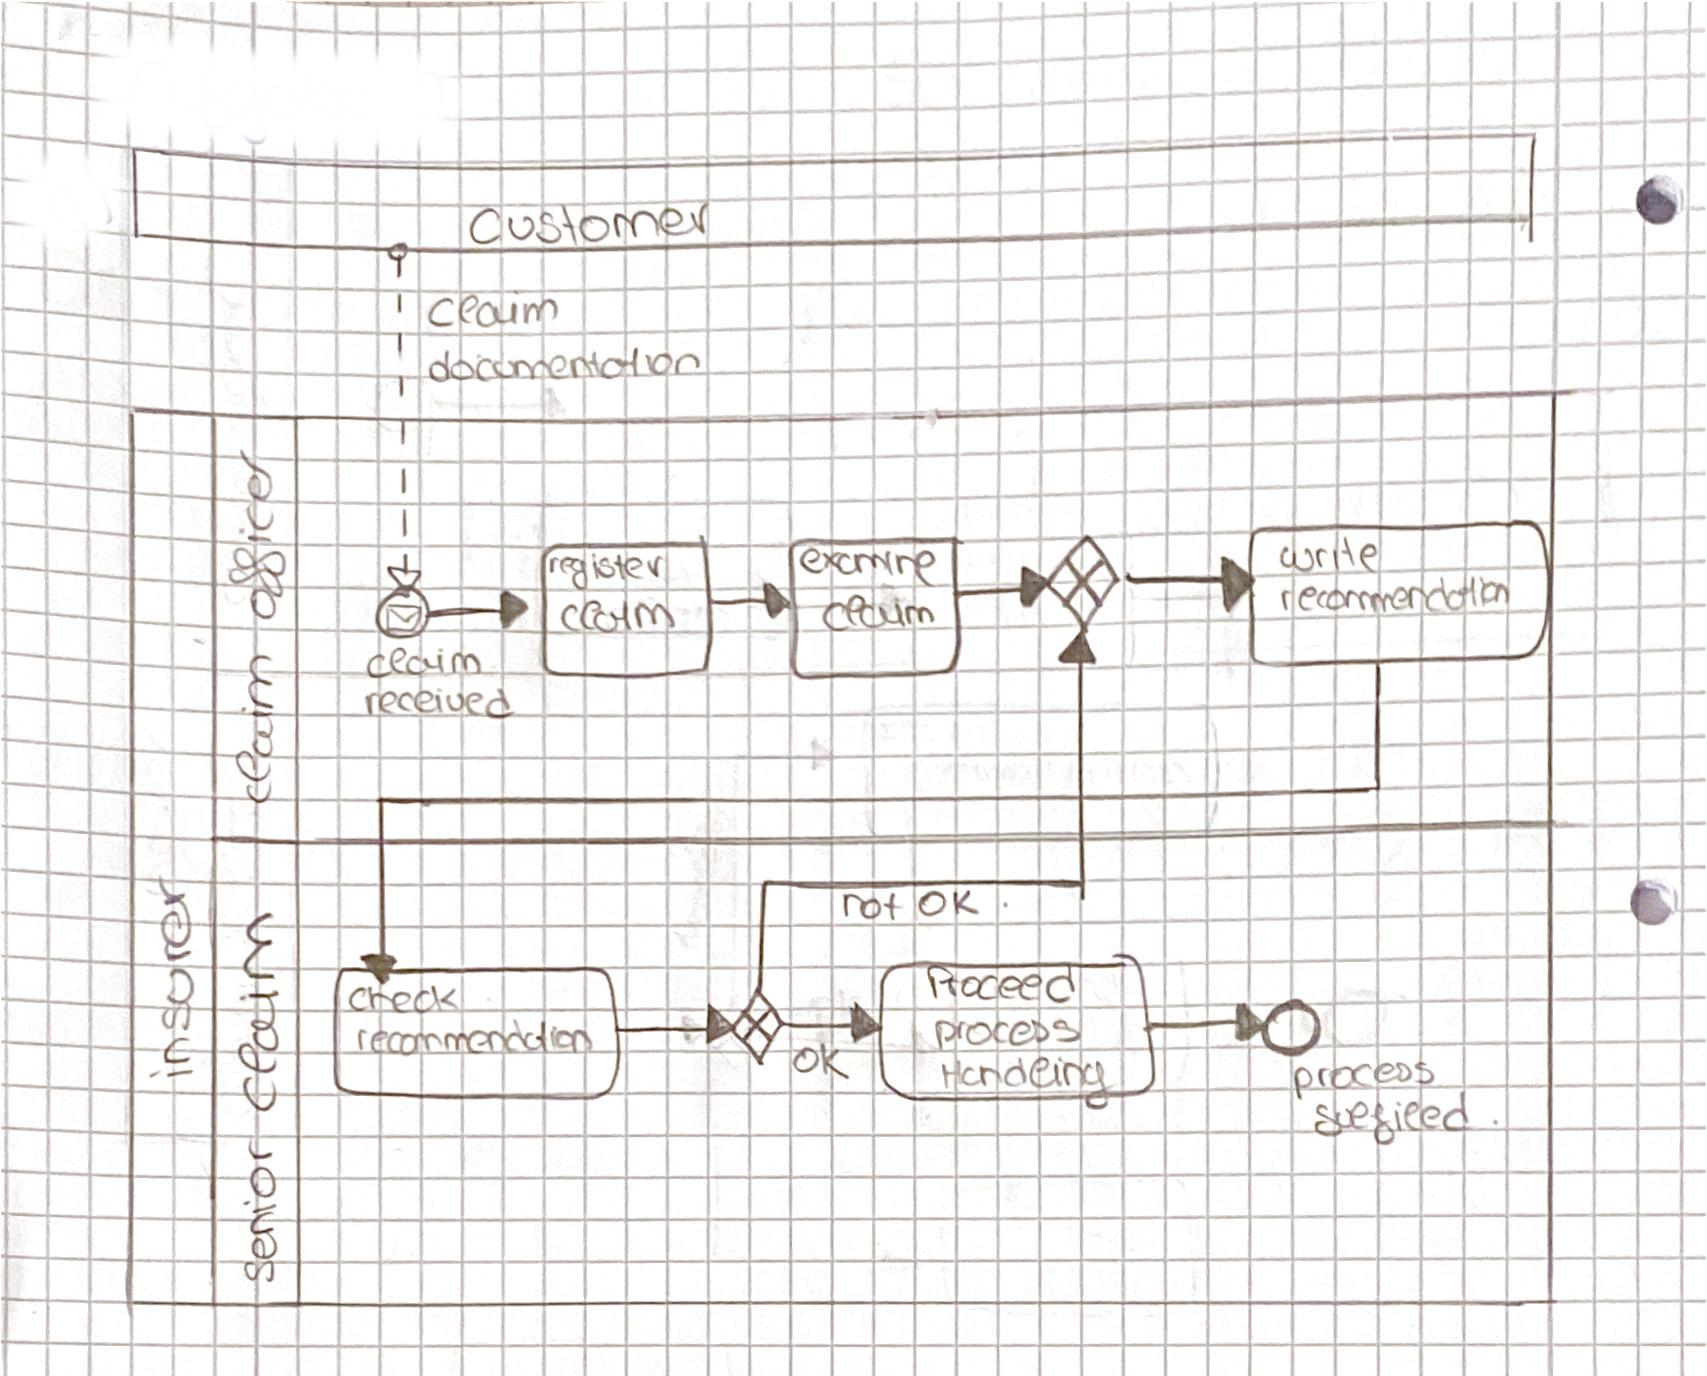 Customer
claim
documentation
claim officer
register
claim
examine
claim
write
recommendation
claim
received
insurer
senior claim
not OK.
check
recommendation
OK
Proceed
process
Handling
process